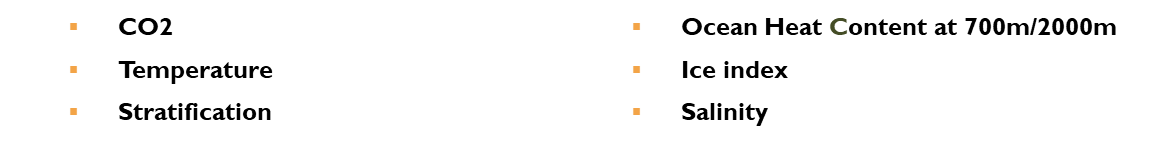 ▪ CO2
▪ Temperature
▪ Stratification
▪ Ocean Heat Content at 700m/2000m
▪ Ice index
▪ Salinity